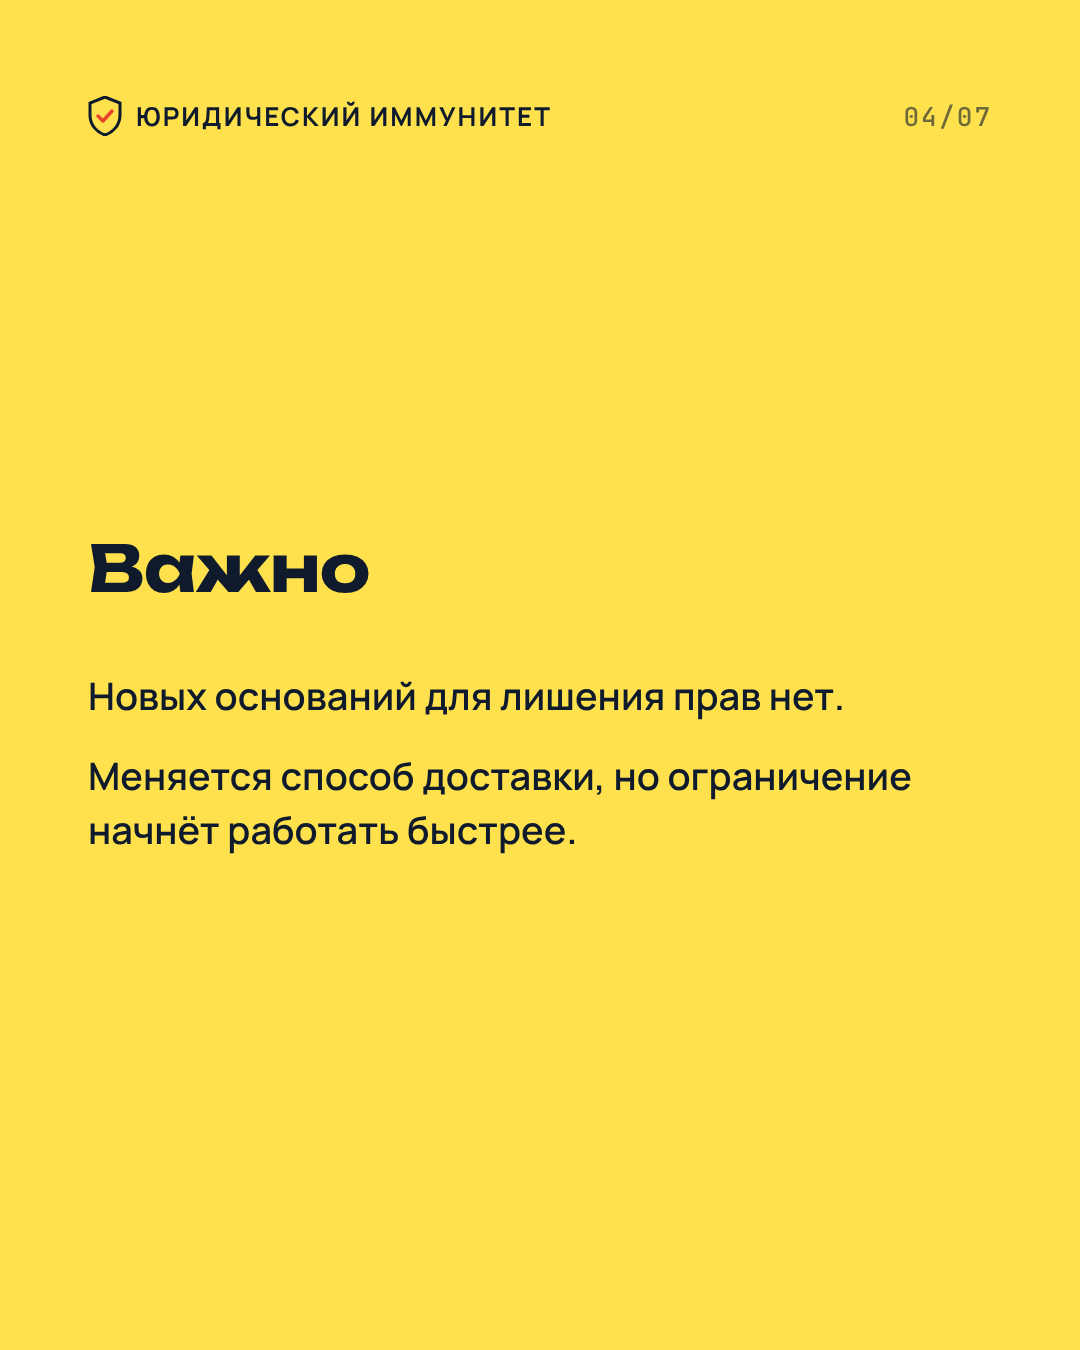 ЮРИДИЧЕСКИЙ ИММУНИТЕТ
04/07
Важно
Новых оснований для лишения прав нет.
Меняется способ доставки, но ограничение
начнёт работать быстрее.